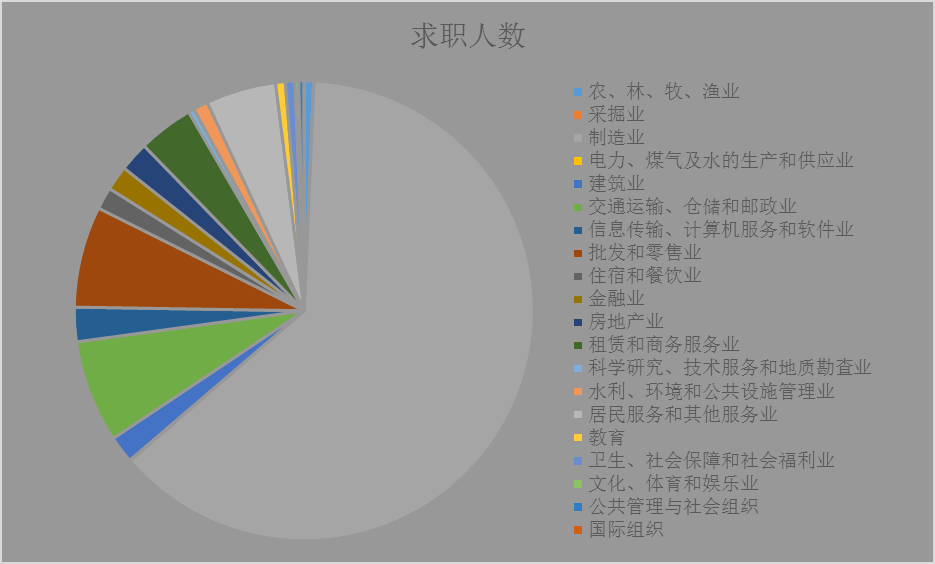 求职人数
农、林、牧、渔业
采掘业
制造业
电力、煤气及水的生产和供应业
建筑业
交通运输、仓储和邮政业
信息传输、计算机服务和软件业
批发和零售业
住宿和餐饮业
金融业
房地产业
租赁和商务服务业
科学研究、技术服务和地质勘查业
水利、环境和公共设施管理业
居民服务和其他服务业
教育
卫生、社会保障和社会福利业
文化、体育和娱乐业
公共管理与社会组织
国际组织